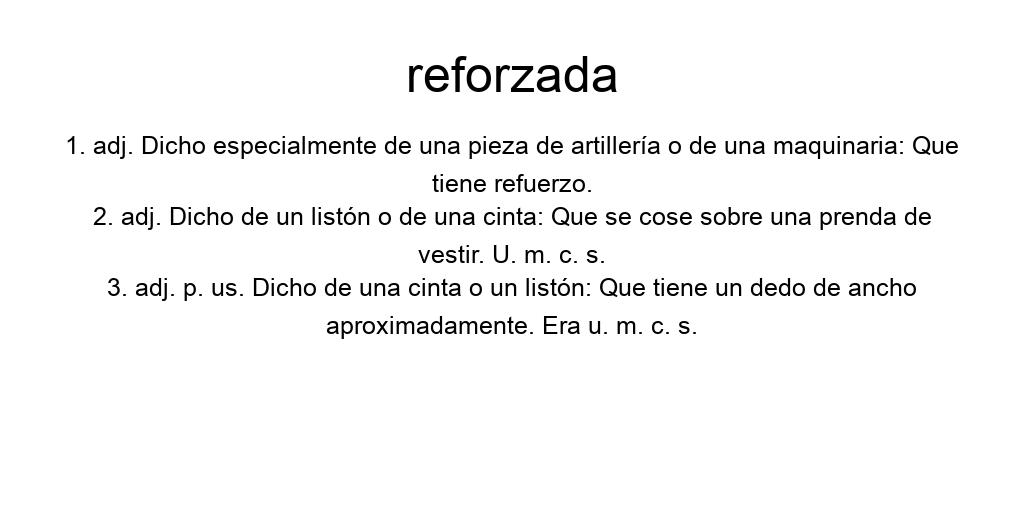 reforzada
1. adj. Dicho especialmente de una pieza de artillería o de una maquinaria: Que
tiene refuerzo.
2. adj. Dicho de un listón o de una cinta: Que se cose sobre una prenda de
vestir. U. m. c. s.
3. adj. p. us. Dicho de una cinta o un listón: Que tiene un dedo de ancho
aproximadamente. Era u. m. c. s.